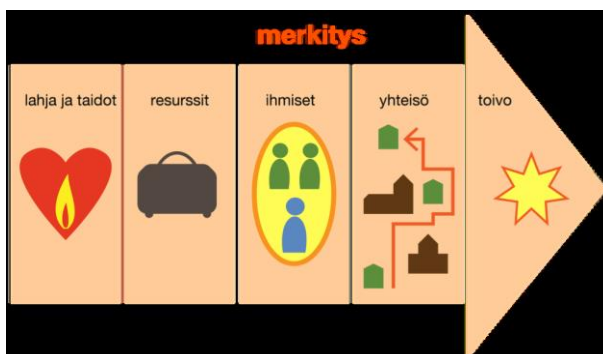 merkitys
lahja ja taidot
resurssit
ihmiset
yhteisö
toivo